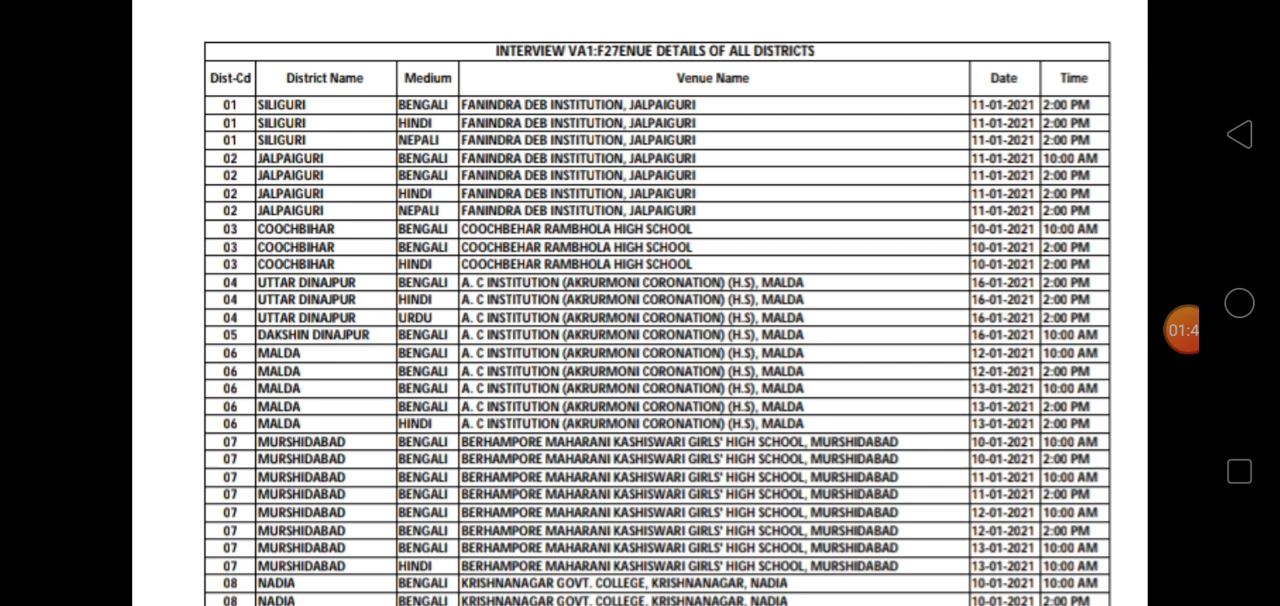 INTERVIEW VA1:F27ENUE DETAILS OF ALL DISTRICTS
Dist-Cd District Name Medium Venue Name Date Time
01 SILIGURI BENGALI FANINDRA DEB INSTITUTION, JALPAIGURI 11-01-2021 2:00 PM
01 SILIGURI HINDI FANINDRA DEB INSTITUTION, JALPAIGURI 11-01-2021 2:00 PM
01 SILIGURI NEPALI FANINDRA DEB INSTITUTION, JALPAIGURI 11-01-2021 2:00 PM
02 JALPAIGURI BENGALI FANINDRA DEB INSTITUTION, JALPAIGURI 11-01-2021 10:00 AM
02 JALPAIGURI BENGALI FANINDRA DEB INSTITUTION, JALPAIGURI 11-01-2021 2:00 PM
02 JALPAIGURI HINDI FANINDRA DEB INSTITUTION, JALPAIGURI 11-01-2021 2:00 PM
02 JALPAIGURI NEPALI FANINDRA DEB INSTITUTION, JALPAIGURI 11-01-2021 2:00 PM
03 COOCHBIHAR BENGALI COOCHBEHAR RAMBHOLA HIGH SCHOOL 10-01-2021 10:00 AM
03 COOCHBIHAR BENGALI COOCHBEHAR RAMBHOLA HIGH SCHOOL 10-01-2021 2:00 PM
03 COOCHBIHAR HINDI COOCHBEHAR RAMBHOLA HIGH SCHOOL 10-01-2021 2:00 PM
04 UTTAR DINAJPUR BENGALI A. C INSTITUTION (AKRURMONI CORONATION) (H.S), MALDA 16-01-2021 2:00 PM
04 UTTAR DINAJPUR HINDI A. C INSTITUTION (AKRURMONI CORONATION) (H.S), MALDA 16-01-2021 2:00 PM
04 UTTAR DINAJPUR URDU A. C INSTITUTION (AKRURMONI CORONATION) (H.S), MALDA 16-01-2021 2:00 PM
05 DAKSHIN DINAJPUR BENGALI A. C INSTITUTION (AKRURMONI CORONATION) (H.S), MALDA 16-01-2021 10:00 AM
06 MALDA BENGALI A. C INSTITUTION (AKRURMONI CORONATION) (H.S), MALDA 12-01-2021 10:00 AM
06 MALDA BENGALI A. C INSTITUTION (AKRURMONI CORONATION) (H.S), MALDA 12-01-2021 2:00 PM
06 MALDA BENGALI A. C INSTITUTION (AKRURMONI CORONATION) (H.S), MALDA 13-01-2021 10:00 AM
06 MALDA BENGALI A. C INSTITUTION (AKRURMONI CORONATION) (H.S), MALDA 13-01-2021 2:00 PM
06 MALDA HINDI A. C INSTITUTION (AKRURMONI CORONATION) (H.S), MALDA 13-01-2021 2:00 PM
07 MURSHIDABAD BENGALI BERHAMPORE MAHARANI KASHISWARI GIRLS' HIGH SCHOOL, MURSHIDABAD 10-01-2021 10:00 AM
07 MURSHIDABAD BENGALI BERHAMPORE MAHARANI KASHISWARI GIRLS' HIGH SCHOOL, MURSHIDABAD 10-01-2021 2:00 PM
07 MURSHIDABAD BENGALI BERHAMPORE MAHARANI KASHISWARI GIRLS' HIGH SCHOOL, MURSHIDABAD 11-01-2021 10:00 AM
07 MURSHIDABAD BENGALI BERHAMPORE MAHARANI KASHISWARI GIRLS' HIGH SCHOOL, MURSHIDABAD 11-01-2021 2:00 PM
07 MURSHIDABAD BENGALI BERHAMPORE MAHARANI KASHISWARI GIRLS' HIGH SCHOOL, MURSHIDABAD 12-01-2021 10:00 AM
07 MURSHIDABAD BENGALI BERHAMPORE MAHARANI KASHISWARI GIRLS' HIGH SCHOOL, MURSHIDABAD 12-01-2021 2:00 PM
07 MURSHIDABAD BENGALI BERHAMPORE MAHARANI KASHISWARI GIRLS' HIGH SCHOOL, MURSHIDABAD 13-01-2021 10:00 AM
07 MURSHIDABAD HINDI BERHAMPORE MAHARANI KASHISWARI GIRLS' HIGH SCHOOL, MURSHIDABAD 13-01-2021 10:00 AM
08 NADIA BENGALI KRISHNANAGAR GOVT. COLLEGE, KRISHNANAGAR, NADIA 10-01-2021 10:00 AM
08 NADIA BENGALI KRISHNANAGAR GOVT. COLLEGE, KRISHNANAGAR, NADIA 10-01-2021 2:00 PM
01:4